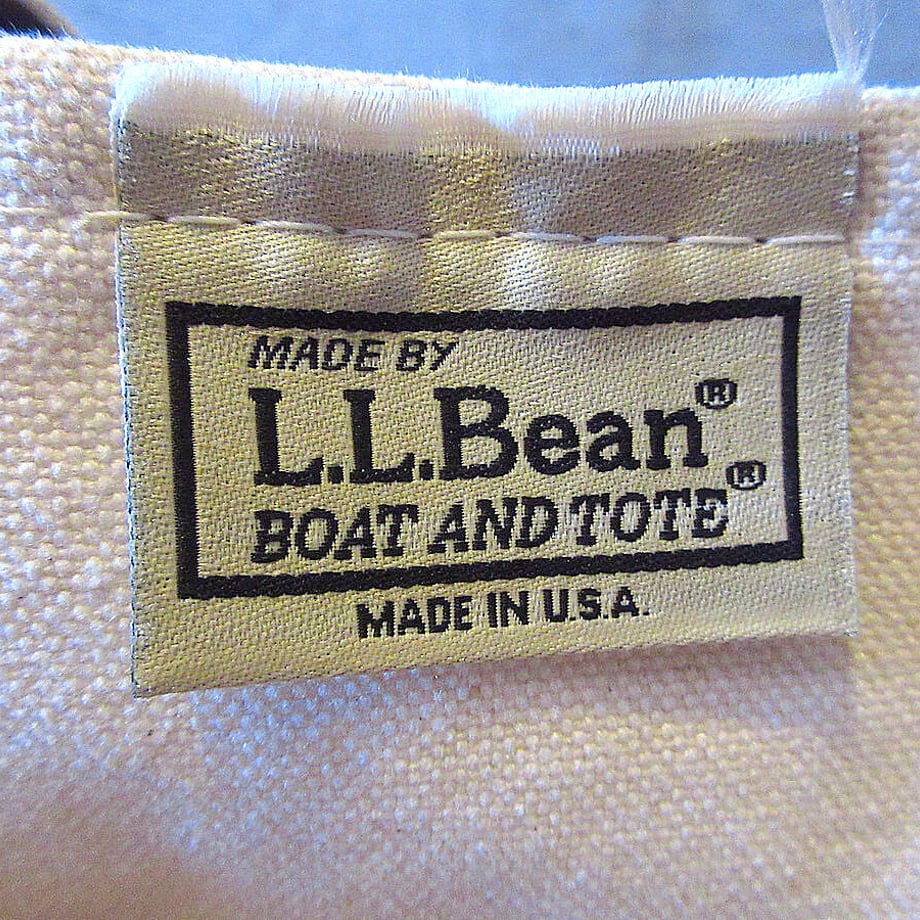 MADE BY
L.L.Bean®
BOAT AND TOTE®
MADE IN U.S.A.